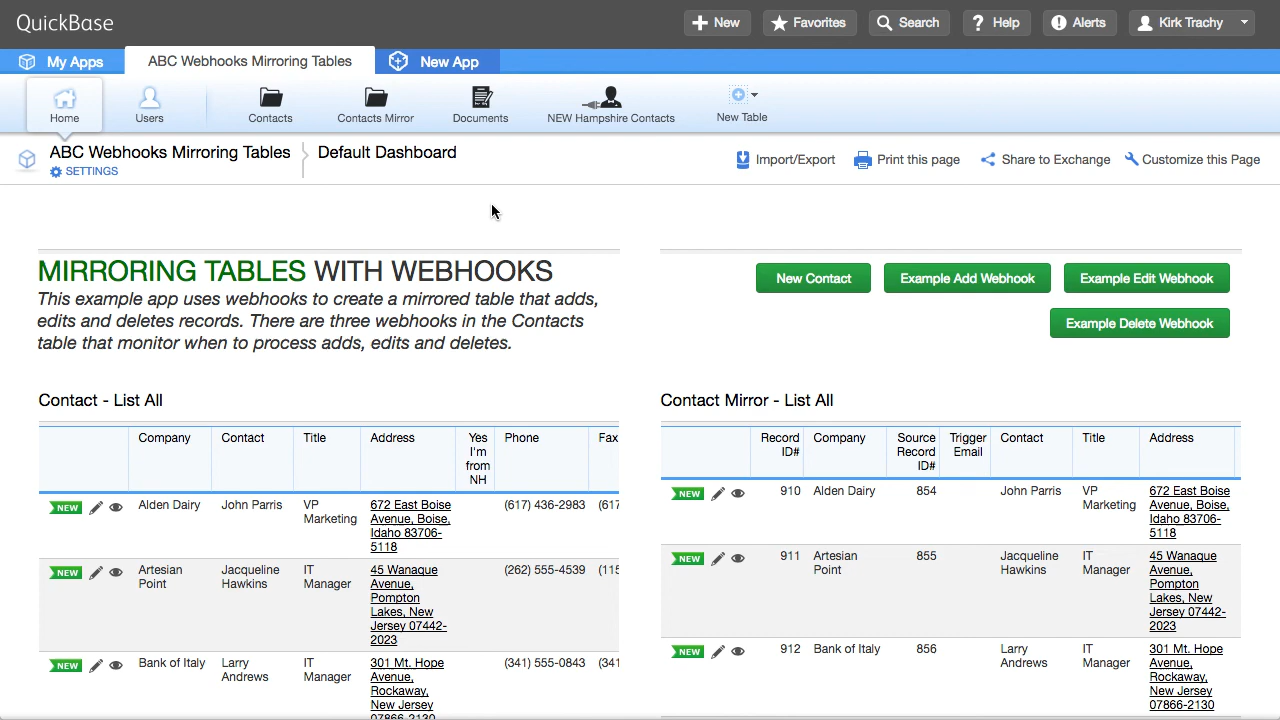 QuickBase
New
Favorites
Search
Help
Alerts
Kirk Trachy
My Apps
ABC Webhooks Mirroring Tables
New App
Home
Users
Contacts
Contacts Mirror
Documents
NEW Hampshire Contacts
New Table
ABC Webhooks Mirroring Tables
SETTINGS
Default Dashboard
Import/Export
Print this page
Share to Exchange
Customize this Page
MIRRORING TABLES WITH WEBHOOKS
This example app uses webhooks to create a mirrored table that adds,
edits and deletes records. There are three webhooks in the Contacts
table that monitor when to process adds, edits and deletes.
New Contact
Example Add Webhook
Example Edit Webhook
Example Delete Webhook
Contact - List All
Company
Contact
Title
Address
Yes
I'm
from
NH
Phone
Fax
NEW
Alden Dairy
John Parris
VP
Marketing
672 East Boise
Avenue, Boise,
Idaho 83706-
5118
(617) 436-2983
(617
NEW
Artesian
Point
Jacqueline
Hawkins
IT
Manager
45 Wanaque
Avenue,
Pompton
Lakes, New
Jersey 07442-
2023
(262) 555-4539
(115
NEW
Bank of Italy
Larry
Andrews
IT
Manager
301 Mt. Hope
Avenue,
Rockaway,
New Jersey
07866-2130
(341) 555-0843
(341
Contact Mirror - List All
Record
ID#
Company
Source
Record
ID#
Trigger
Email
Contact
Title
Address
NEW
910
Alden Dairy
854
John Parris
VP
Marketing
672 East Boise
Avenue, Boise,
Idaho 83706-
5118
NEW
911
Artesian
Point
855
Jacqueline
Hawkins
IT
Manager
45 Wanaque
Avenue,
Pompton
Lakes, New
Jersey 07442-
2023
NEW
912
Bank of Italy
856
Larry
Andrews
IT
Manager
301 Mt. Hope
Avenue,
Rockaway,
New Jersey
07866-2130